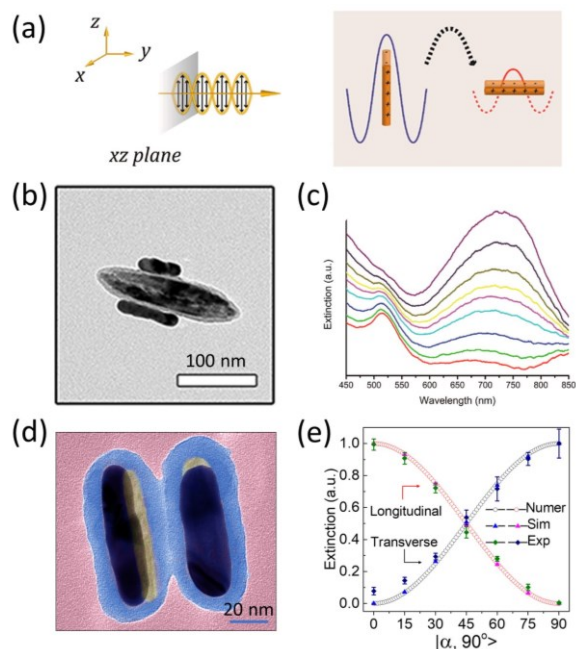 (a)
z
y
x
xz plane
(b)
100 nm
(c)
Extinction (a.u.)
450 500 550 600 650 700 750 800 850
Wavelength (nm)
(d)
20 nm
(e)
Extinction (a.u.)
1.0
0.8
0.6
0.4
0.2
0.0
Longitudinal
Transverse
Numer
Sim
Exp
0 15 30 45 60 75 90
|α, 90°>